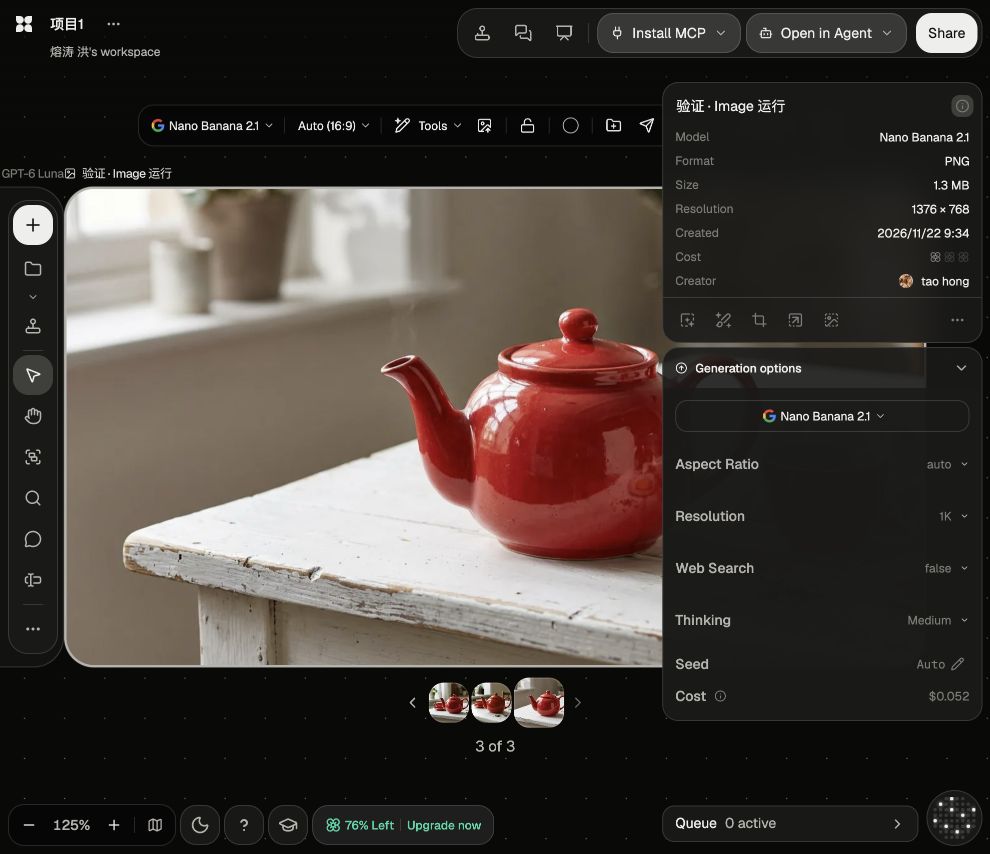 项目1
熔涛 洪's workspace
Install MCP
Open in Agent
Share
Nano Banana 2.1
Auto (16:9)
Tools
GPT-6 Luna
验证 · Image 运行
验证 · Image 运行
Model Nano Banana 2.1
Format PNG
Size 1.3 MB
Resolution 1376 × 768
Created 2026/11/22 9:34
Cost
Creator tao hong
Generation options
Nano Banana 2.1
Aspect Ratio auto
Resolution 1K
Web Search false
Thinking Medium
Seed Auto
Cost $0.052
3 of 3
125%
?
76% Left
Upgrade now
Queue 0 active